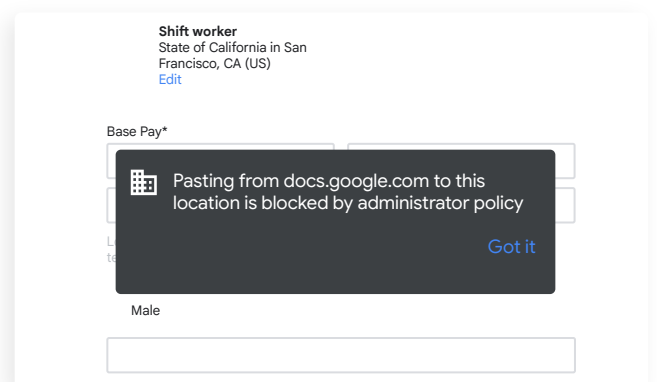 Shift worker
State of California in San
Francisco, CA (US)
Edit
Base Pay*
Pasting from docs.google.com to this
location is blocked by administrator policy
Got it
Male